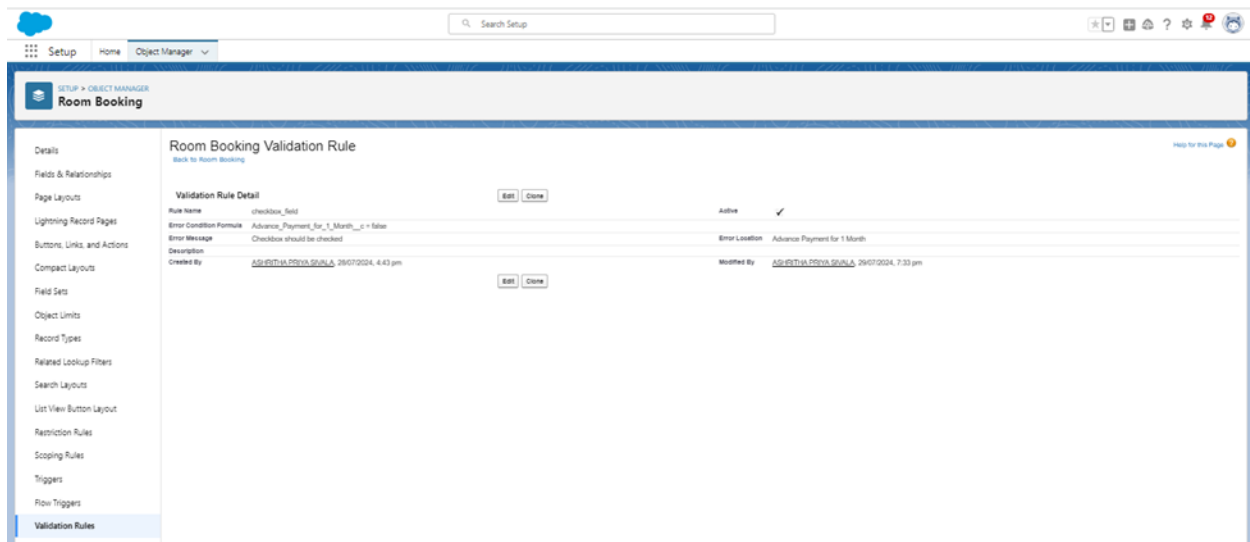 Search Setup
12
Setup Home Object Manager
SETUP > OBJECT MANAGER
Room Booking
Details
Fields & Relationships
Page Layouts
Lightning Record Pages
Buttons, Links, and Actions
Compact Layouts
Field Sets
Object Limits
Record Types
Related Lookup Filters
Search Layouts
List View Button Layout
Restriction Rules
Scoping Rules
Triggers
Flow Triggers
Validation Rules
Room Booking Validation Rule
Back to Room Booking
Help for this Page
Validation Rule Detail
Edit Clone
Rule Name checkbox_field Active
Error Condition Formula Advance_Payment_for_1_Month__c = false
Error Message Checkbox should be checked Error Location Advance Payment for 1 Month
Description
Created By ASHRITHA PRIYA SIVALA, 28/07/2024, 4:43 pm Modified By ASHRITHA PRIYA SIVALA, 29/07/2024, 7:33 pm
Edit Clone